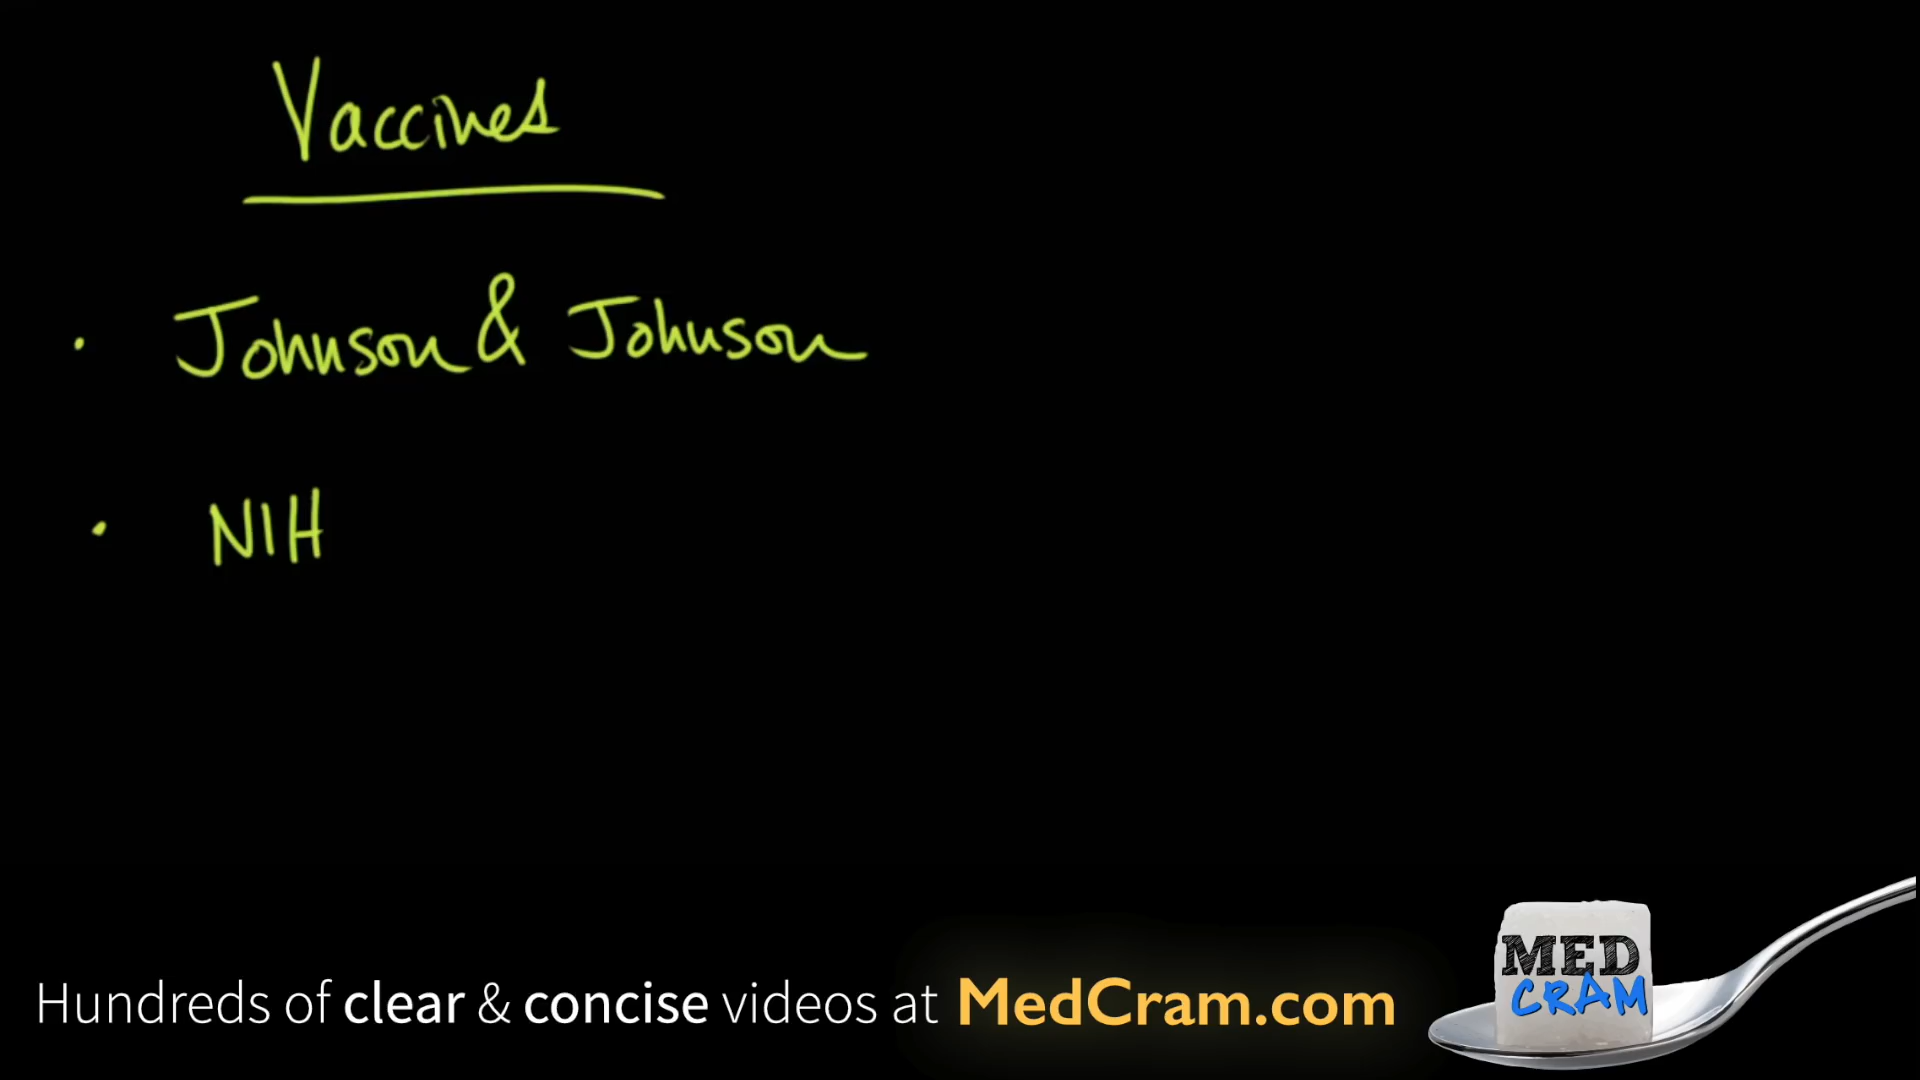 Vaccines
· Johnson & Johnson
· NIH
Hundreds of clear & concise videos at MedCram.com
MED
CRAM